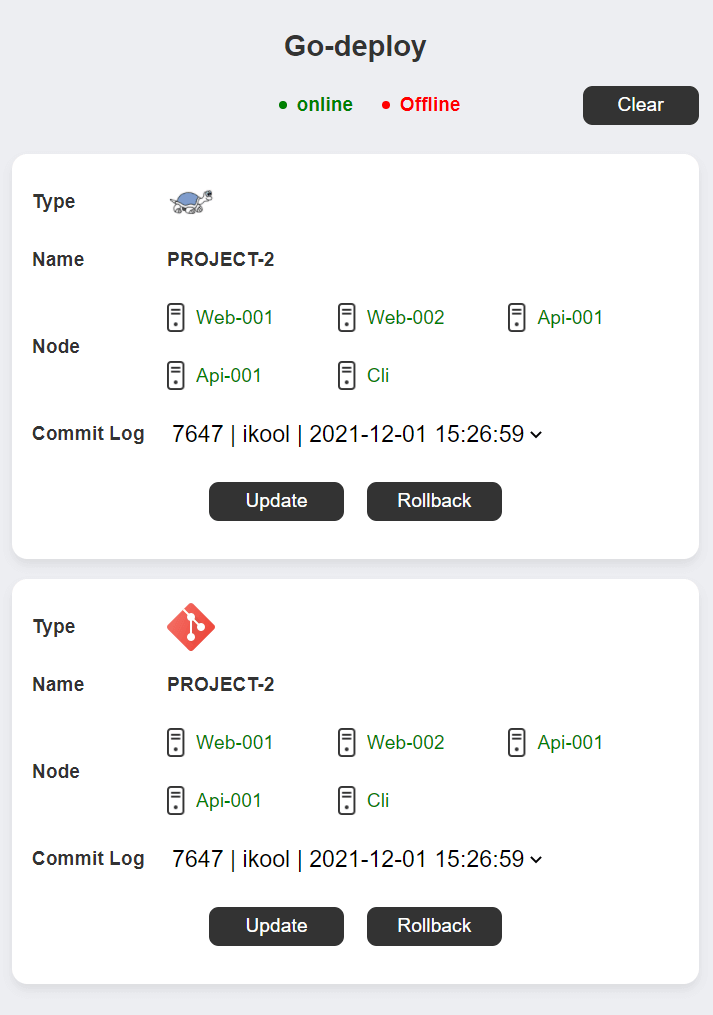 Go-deploy
online Offline Clear
Type
Name PROJECT-2
Web-001 Web-002 Api-001
Node
Api-001 Cli
Commit Log 7647 | ikool | 2021-12-01 15:26:59
Update Rollback
Type
Name PROJECT-2
Web-001 Web-002 Api-001
Node
Api-001 Cli
Commit Log 7647 | ikool | 2021-12-01 15:26:59
Update Rollback